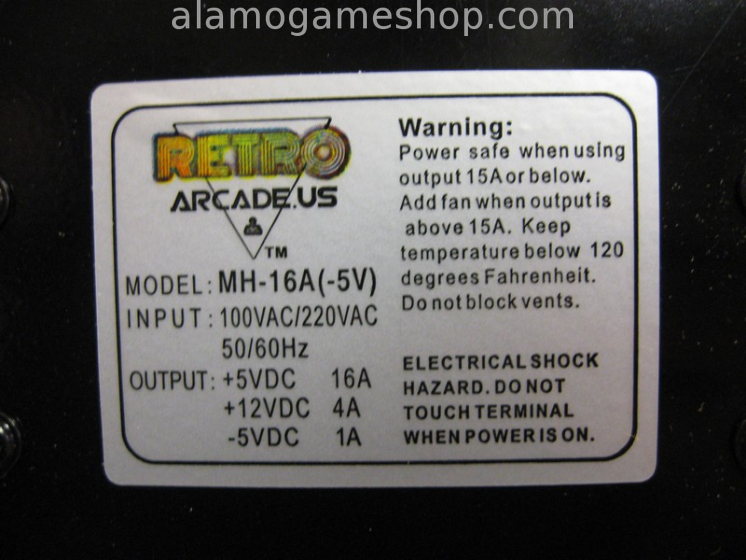 alamogameshop.com
RETRO
ARCADE.US
TM
MODEL: MH-16A(-5V)
INPUT: 100VAC/220VAC
50/60Hz
OUTPUT: +5VDC 16A
+12VDC 4A
-5VDC 1A
Warning:
Power safe when using
output 15A or below.
Add fan when output is
above 15A. Keep
temperature below 120
degrees Fahrenheit.
Do not block vents.
ELECTRICAL SHOCK
HAZARD. DO NOT
TOUCH TERMINAL
WHEN POWER IS ON.